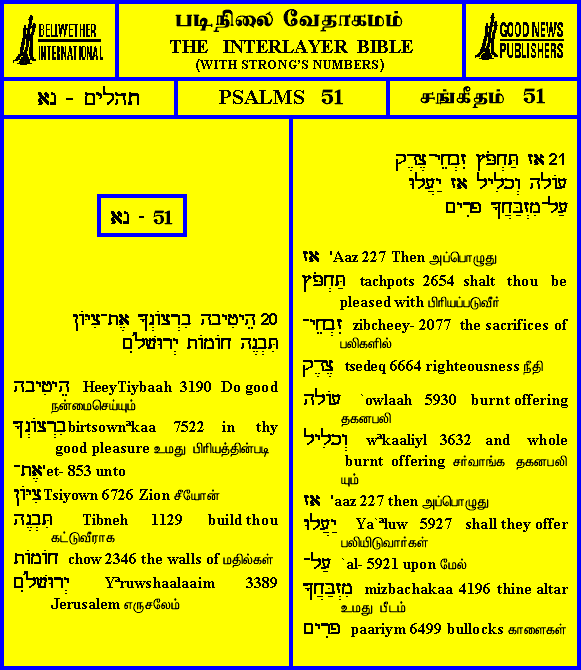 BELLWETHER
INTERNATIONAL
படிநிலை வேதாகமம்
THE INTERLAYER BIBLE
(WITH STRONG'S NUMBERS)
GOOD NEWS
PUBLISHERS
תהלים - נא
PSALMS 51
சங்கீதம் 51
נא - 51
20 הֵיטִיבָה בִרְצוֹנְךָ אֶת־צִיּוֹן
תִּבְנֶה חוֹמוֹת יְרוּשָׁלִָם
הֵיטִיבָה HeeyTiybaah 3190 Do good
நன்மைசெய்யும்
בִרְצוֹנְךָ birtsownªkaa 7522 in thy
good pleasure உமது பிரியத்தின்படி
אֶת־ 'et- 853 unto
צִיּוֹן Tsiyown 6726 Zion சீயோன்
תִּבְנֶה Tibneh 1129 build thou
கட்டுவீராக
חוֹמוֹת chow 2346 the walls of மதில்கள்
יְרוּשָׁלִָם Yªruwshaalaaim 3389
Jerusalem எருசலேம்
21 אָז תַּחְפֹּץ זִבְחֵי־צֶדֶק
עוֹלָה וְכָלִיל אָז יַעֲלוּ
עַל־מִזְבַּחֲךָ פָרִים
אָז 'Aaz 227 Then அப்பொழுது
תַּחְפֹּץ tachpots 2654 shalt thou be
pleased with பிரியப்படுவீர்
זִבְחֵי־ zibcheey- 2077 the sacrifices of
பலிகளில்
צֶדֶק tsedeq 6664 righteousness நீதி
עוֹלָה `owlaah 5930 burnt offering
தகனபலி
וְכָלִיל wªkaaliyl 3632 and whole
burnt offering சர்வாங்க தகனபலி
யும்
אָז 'aaz 227 then அப்பொழுது
יַעֲלוּ Ya`ªluw 5927 shall they offer
பலியிடுவார்கள்
עַל־ `al- 5921 upon மேல்
מִזְבַּחֲךָ mizbachakaa 4196 thine altar
உமது பீடம்
פָרִים paariym 6499 bullocks காளைகள்